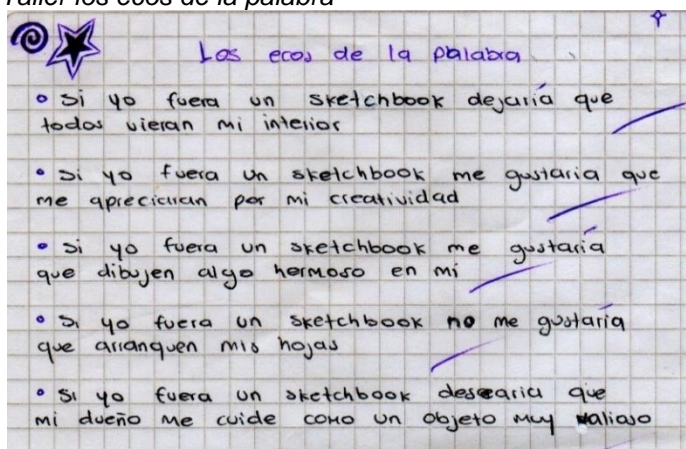 Taller los ecos de la palabra
Los ecos de la palabra
• Si yo fuera un sketchbook dejaría que
todos vieran mi interior
• Si yo fuera un sketchbook me gustaria que
me apreciaran por mi creatividad
• Si yo fuera un sketchbook me gustaría
que dibujen algo hermoso en mí
• Si yo fuera un sketchbook no me gustaría
que arranquen mis hojas
• Si yo fuera un sketchbook desearia que
mi dueño me cuide como un objeto muy valioso